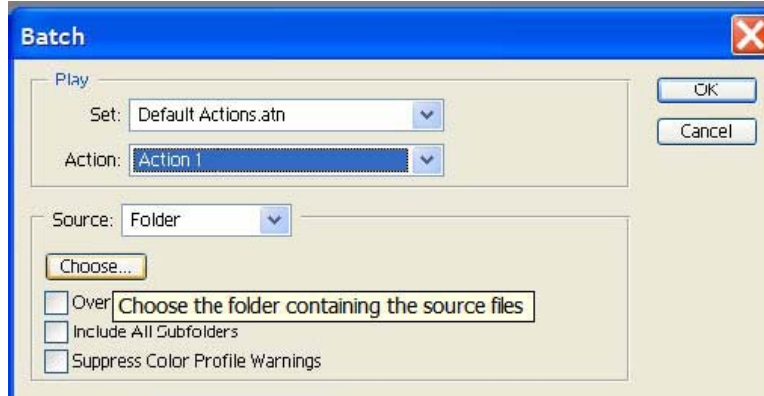 Batch
Play
Set: Default Actions.atn
OK
Cancel
Action: Action 1
Source: Folder
Choose...
Over
Choose the folder containing the source files
Include All Subfolders
Suppress Color Profile Warnings